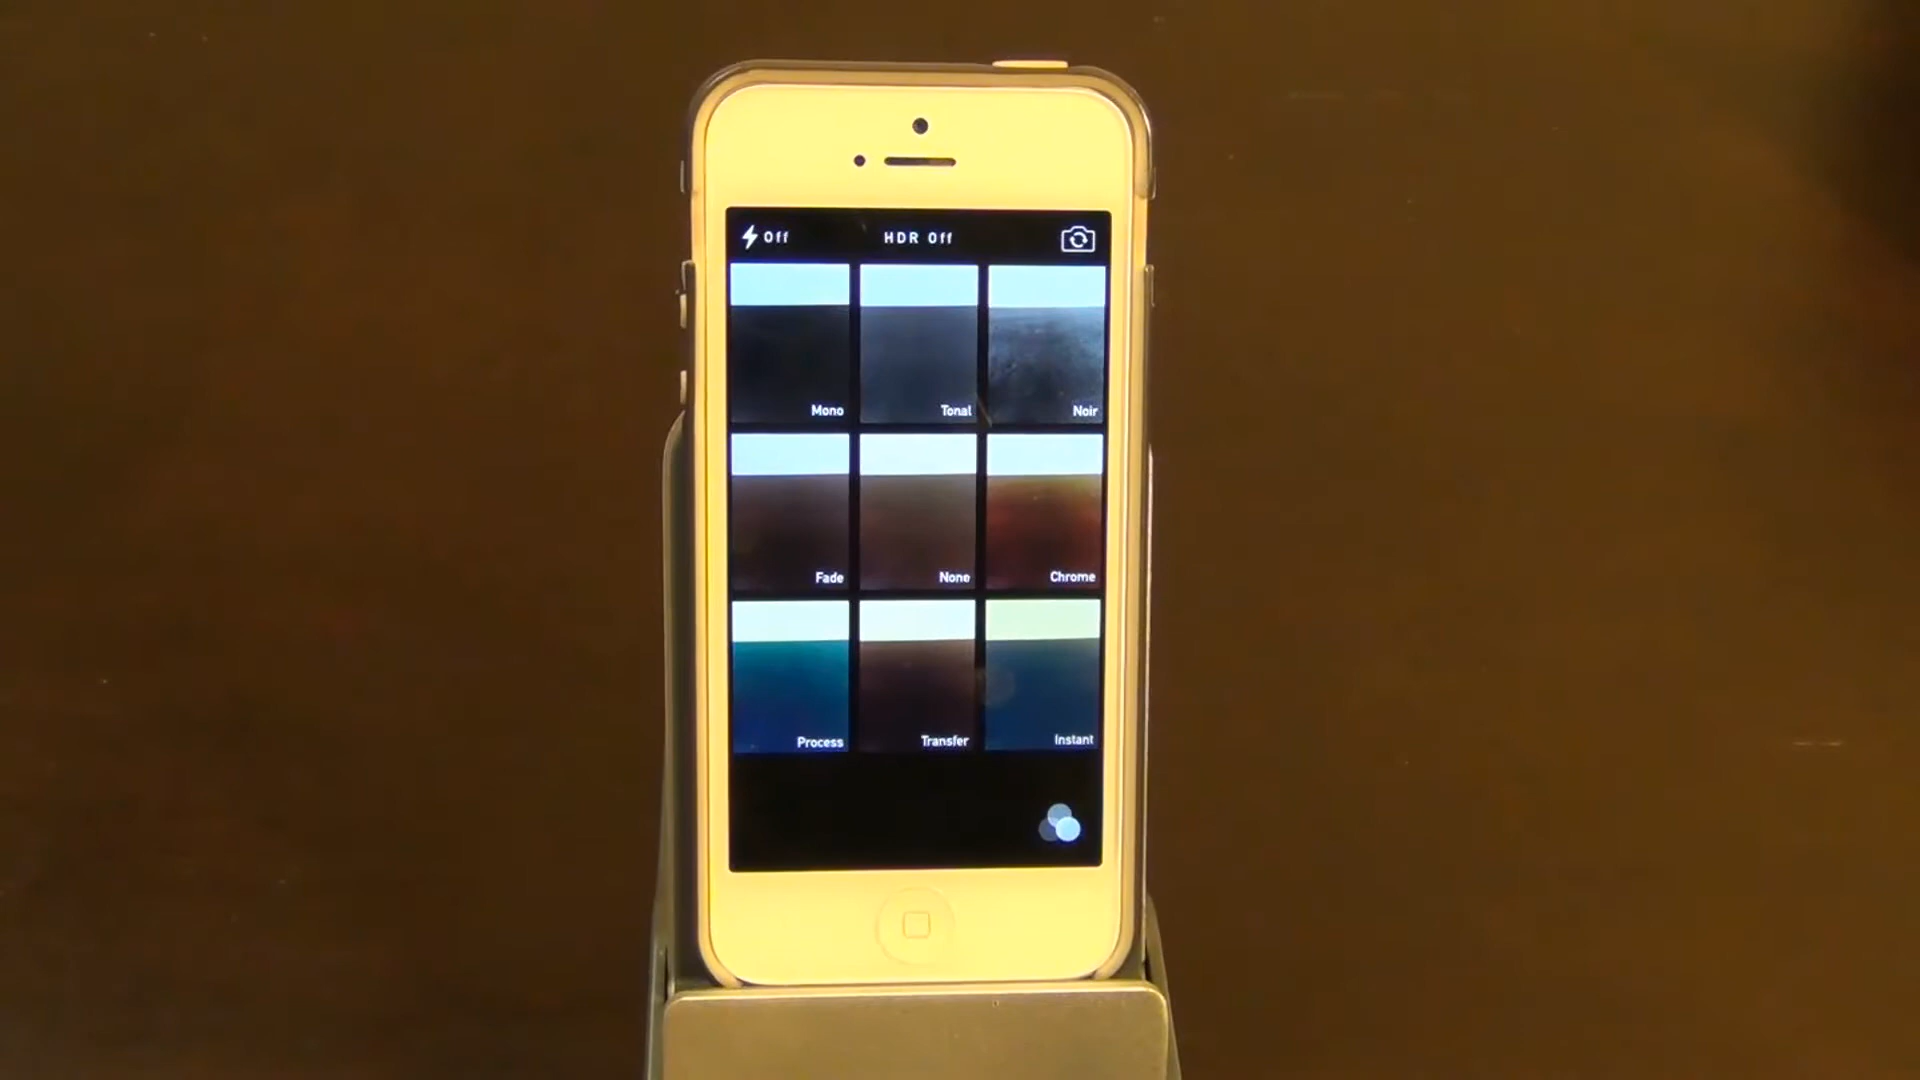 Off HDR Off
Mono Tonal Noir
Fade None Chrome
Process Transfer Instant